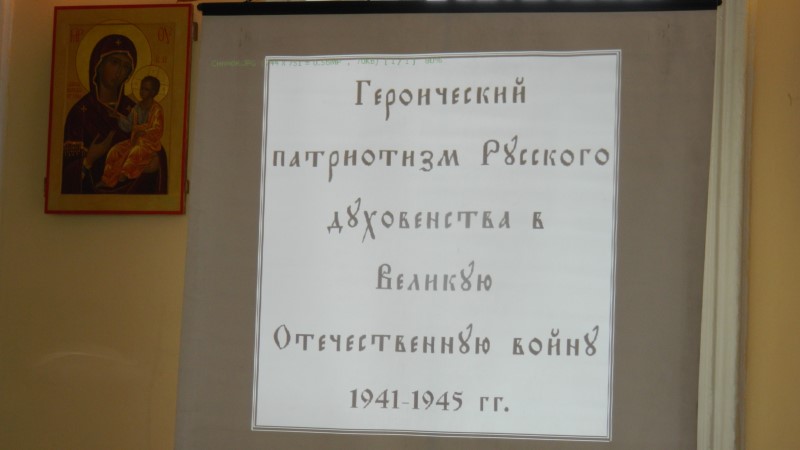 Героический
патриотизм Русского
духовенства в
Великую
Отечественную войну
1941-1945 гг.